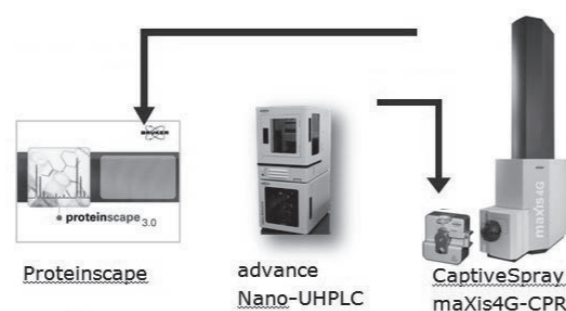 BRUKER
proteinscape 3.0
maXis4G
Proteinscape
advance
Nano-UHPLC
CaptiveSpray
maXis4G-CPR